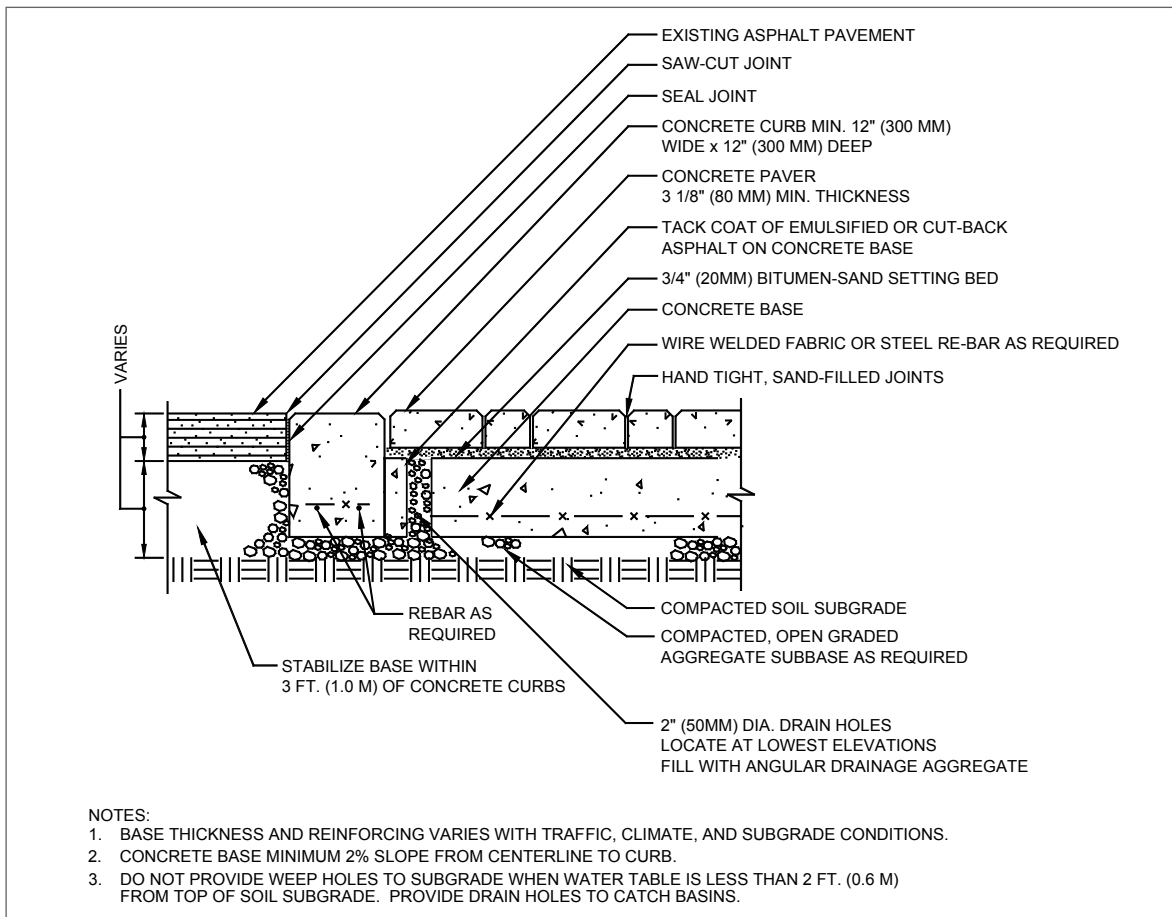 EXISTING ASPHALT PAVEMENT
SAW-CUT JOINT
SEAL JOINT
CONCRETE CURB MIN. 12" (300 MM)
WIDE x 12" (300 MM) DEEP
CONCRETE PAVER
3 1/8" (80 MM) MIN. THICKNESS
TACK COAT OF EMULSIFIED OR CUT-BACK
ASPHALT ON CONCRETE BASE
3/4" (20MM) BITUMEN-SAND SETTING BED
CONCRETE BASE
WIRE WELDED FABRIC OR STEEL RE-BAR AS REQUIRED
HAND TIGHT, SAND-FILLED JOINTS
VARIES
COMPACTED SOIL SUBGRADE
COMPACTED, OPEN GRADED
AGGREGATE SUBBASE AS REQUIRED
REBAR AS
REQUIRED
STABILIZE BASE WITHIN
3 FT. (1.0 M) OF CONCRETE CURBS
2" (50MM) DIA. DRAIN HOLES
LOCATE AT LOWEST ELEVATIONS
FILL WITH ANGULAR DRAINAGE AGGREGATE
NOTES:
1. BASE THICKNESS AND REINFORCING VARIES WITH TRAFFIC, CLIMATE, AND SUBGRADE CONDITIONS.
2. CONCRETE BASE MINIMUM 2% SLOPE FROM CENTERLINE TO CURB.
3. DO NOT PROVIDE WEEP HOLES TO SUBGRADE WHEN WATER TABLE IS LESS THAN 2 FT. (0.6 M)
FROM TOP OF SOIL SUBGRADE. PROVIDE DRAIN HOLES TO CATCH BASINS.